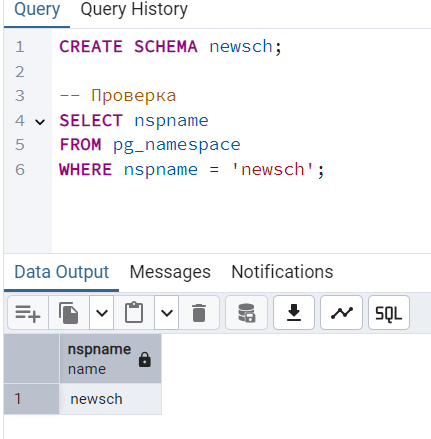 Query Query History
1 CREATE SCHEMA newsch;
2
3 -- Проверка
4 SELECT nspname
5 FROM pg_namespace
6 WHERE nspname = 'newsch';
Data Output Messages Notifications
SQL
nspname
name
1 newsch